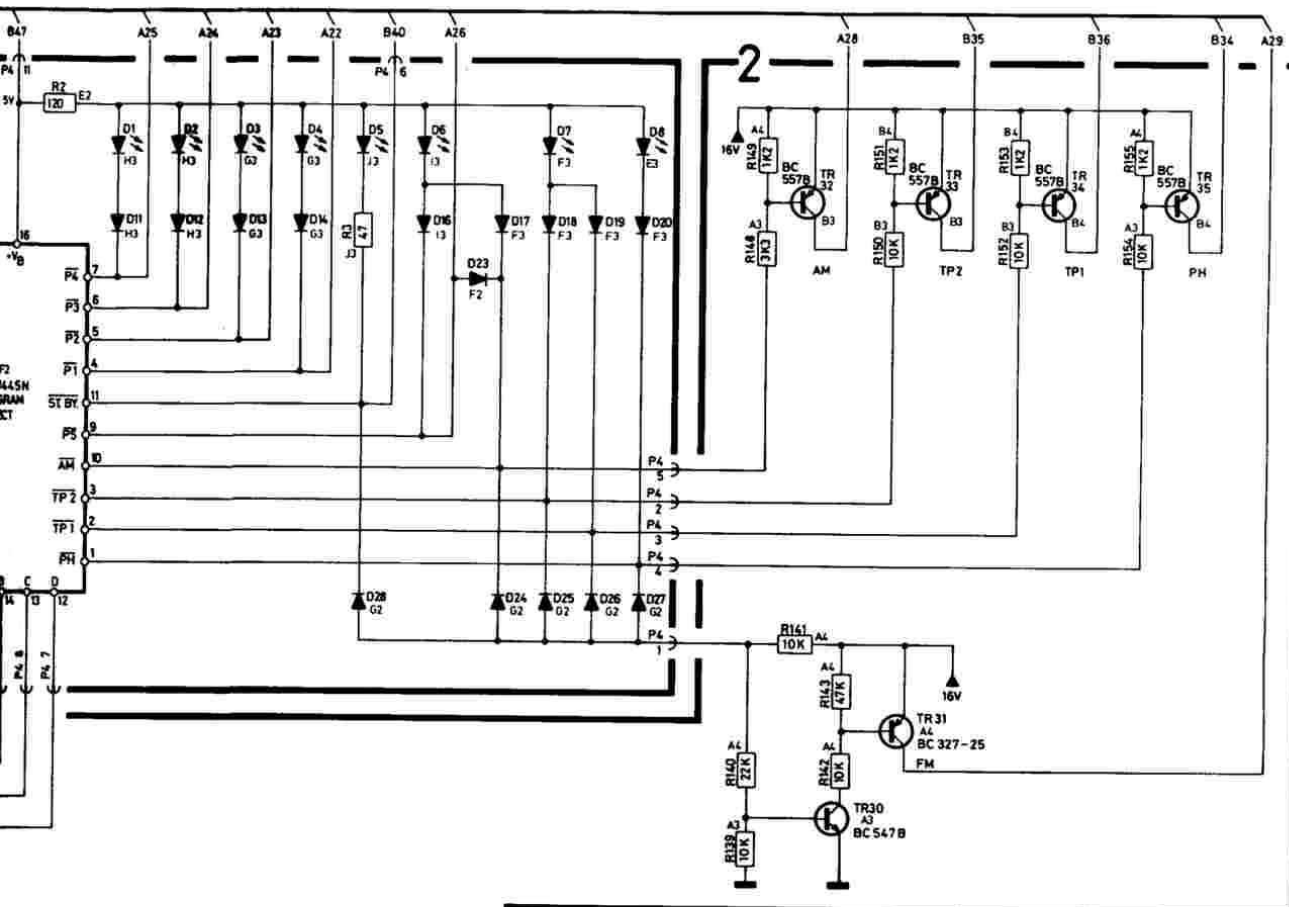 B47 A25 A24 A23 A22 B40 A26 A28 B35 B36 B34 A29
P4 11 P4 6 2
R2
5V 120 E2
D1 D2 D3 D4 D5 D6 D7 D8
H3 H3 G3 G3 J3 I3 F3 E3
16V
A4 R149 1K2 BC 557B TR 32 B3
B4 R151 1K2 BC 557B TR 33 B3
B4 R153 1K2 BC 557B TR 34 B4
A4 R155 1K2 BC 557B TR 35 B4
D11 D12 D13 D14 R3 47 D16 D17 D18 D19 D20
H3 H3 G3 G3 J3 I3 F3 F3 F3 F3
A3 R148 3K3 B3 R150 10K B3 R152 10K A3 R154 10K
AM TP2 TP1 PH
16
+VB
D23
F2
P4 7
P3 6
P2 5
P1 4
F2
445N
GRAM
ECT
ST. BY. 11
P5 9
AM 10
TP 2 3
TP 1 2
PH 1
P4 5
P4 2
P4 3
P4 4
C D
14 13 12
D28 D24 D25 D26 D27
G2 G2 G2 G2 G2
P4 1
P4 8 P4 7
R141
10K A4
A4 R143 47K
16V
TR31
A4
BC 327-25
FM
A4 R140 22K
A4 R142 10K
TR30
A3
BC 547 B
A3 R139 10K